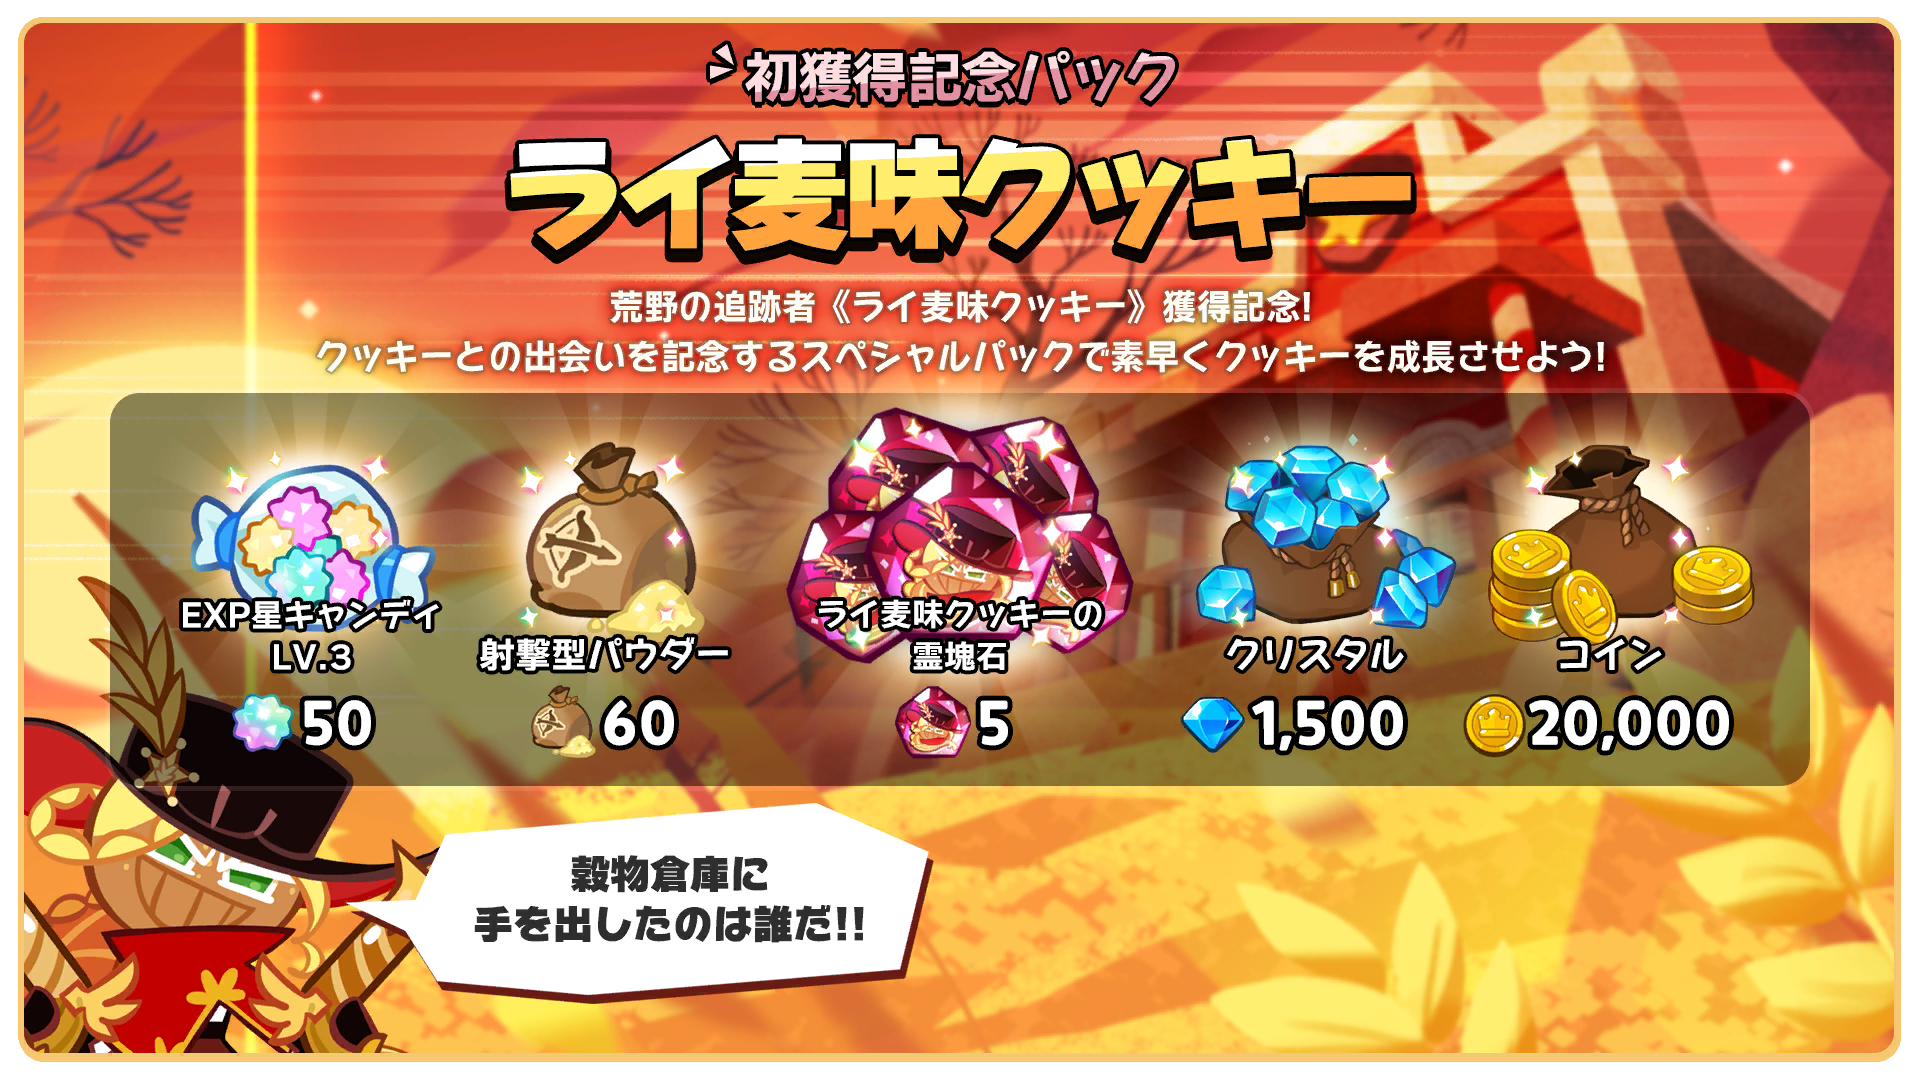 初獲得記念パック
ライ麦味クッキー
荒野の追跡者《ライ麦味クッキー》獲得記念!
クッキーとの出会いを記念するスペシャルパックで素早くクッキーを成長させよう!
EXP星キャンディ
LV.3
50
射撃型パウダー
60
ライ麦味クッキーの
霊塊石
5
クリスタル
1,500
コイン
20,000
穀物倉庫に
手を出したのは誰だ!!